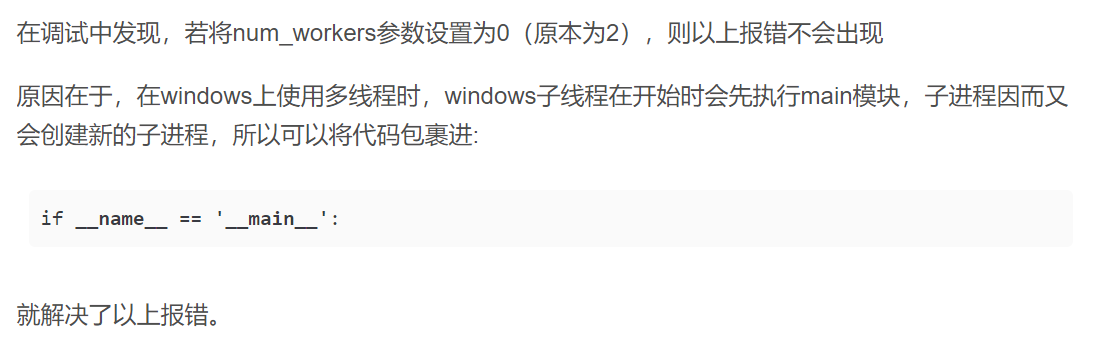 在调试中发现，若将num_workers参数设置为0（原本为2），则以上报错不会出现
原因在于，在windows上使用多线程时，windows子线程在开始时会先执行main模块，子进程因而又
会创建新的子进程，所以可以将代码包裹进:
if __name__ == '__main__':
就解决了以上报错。